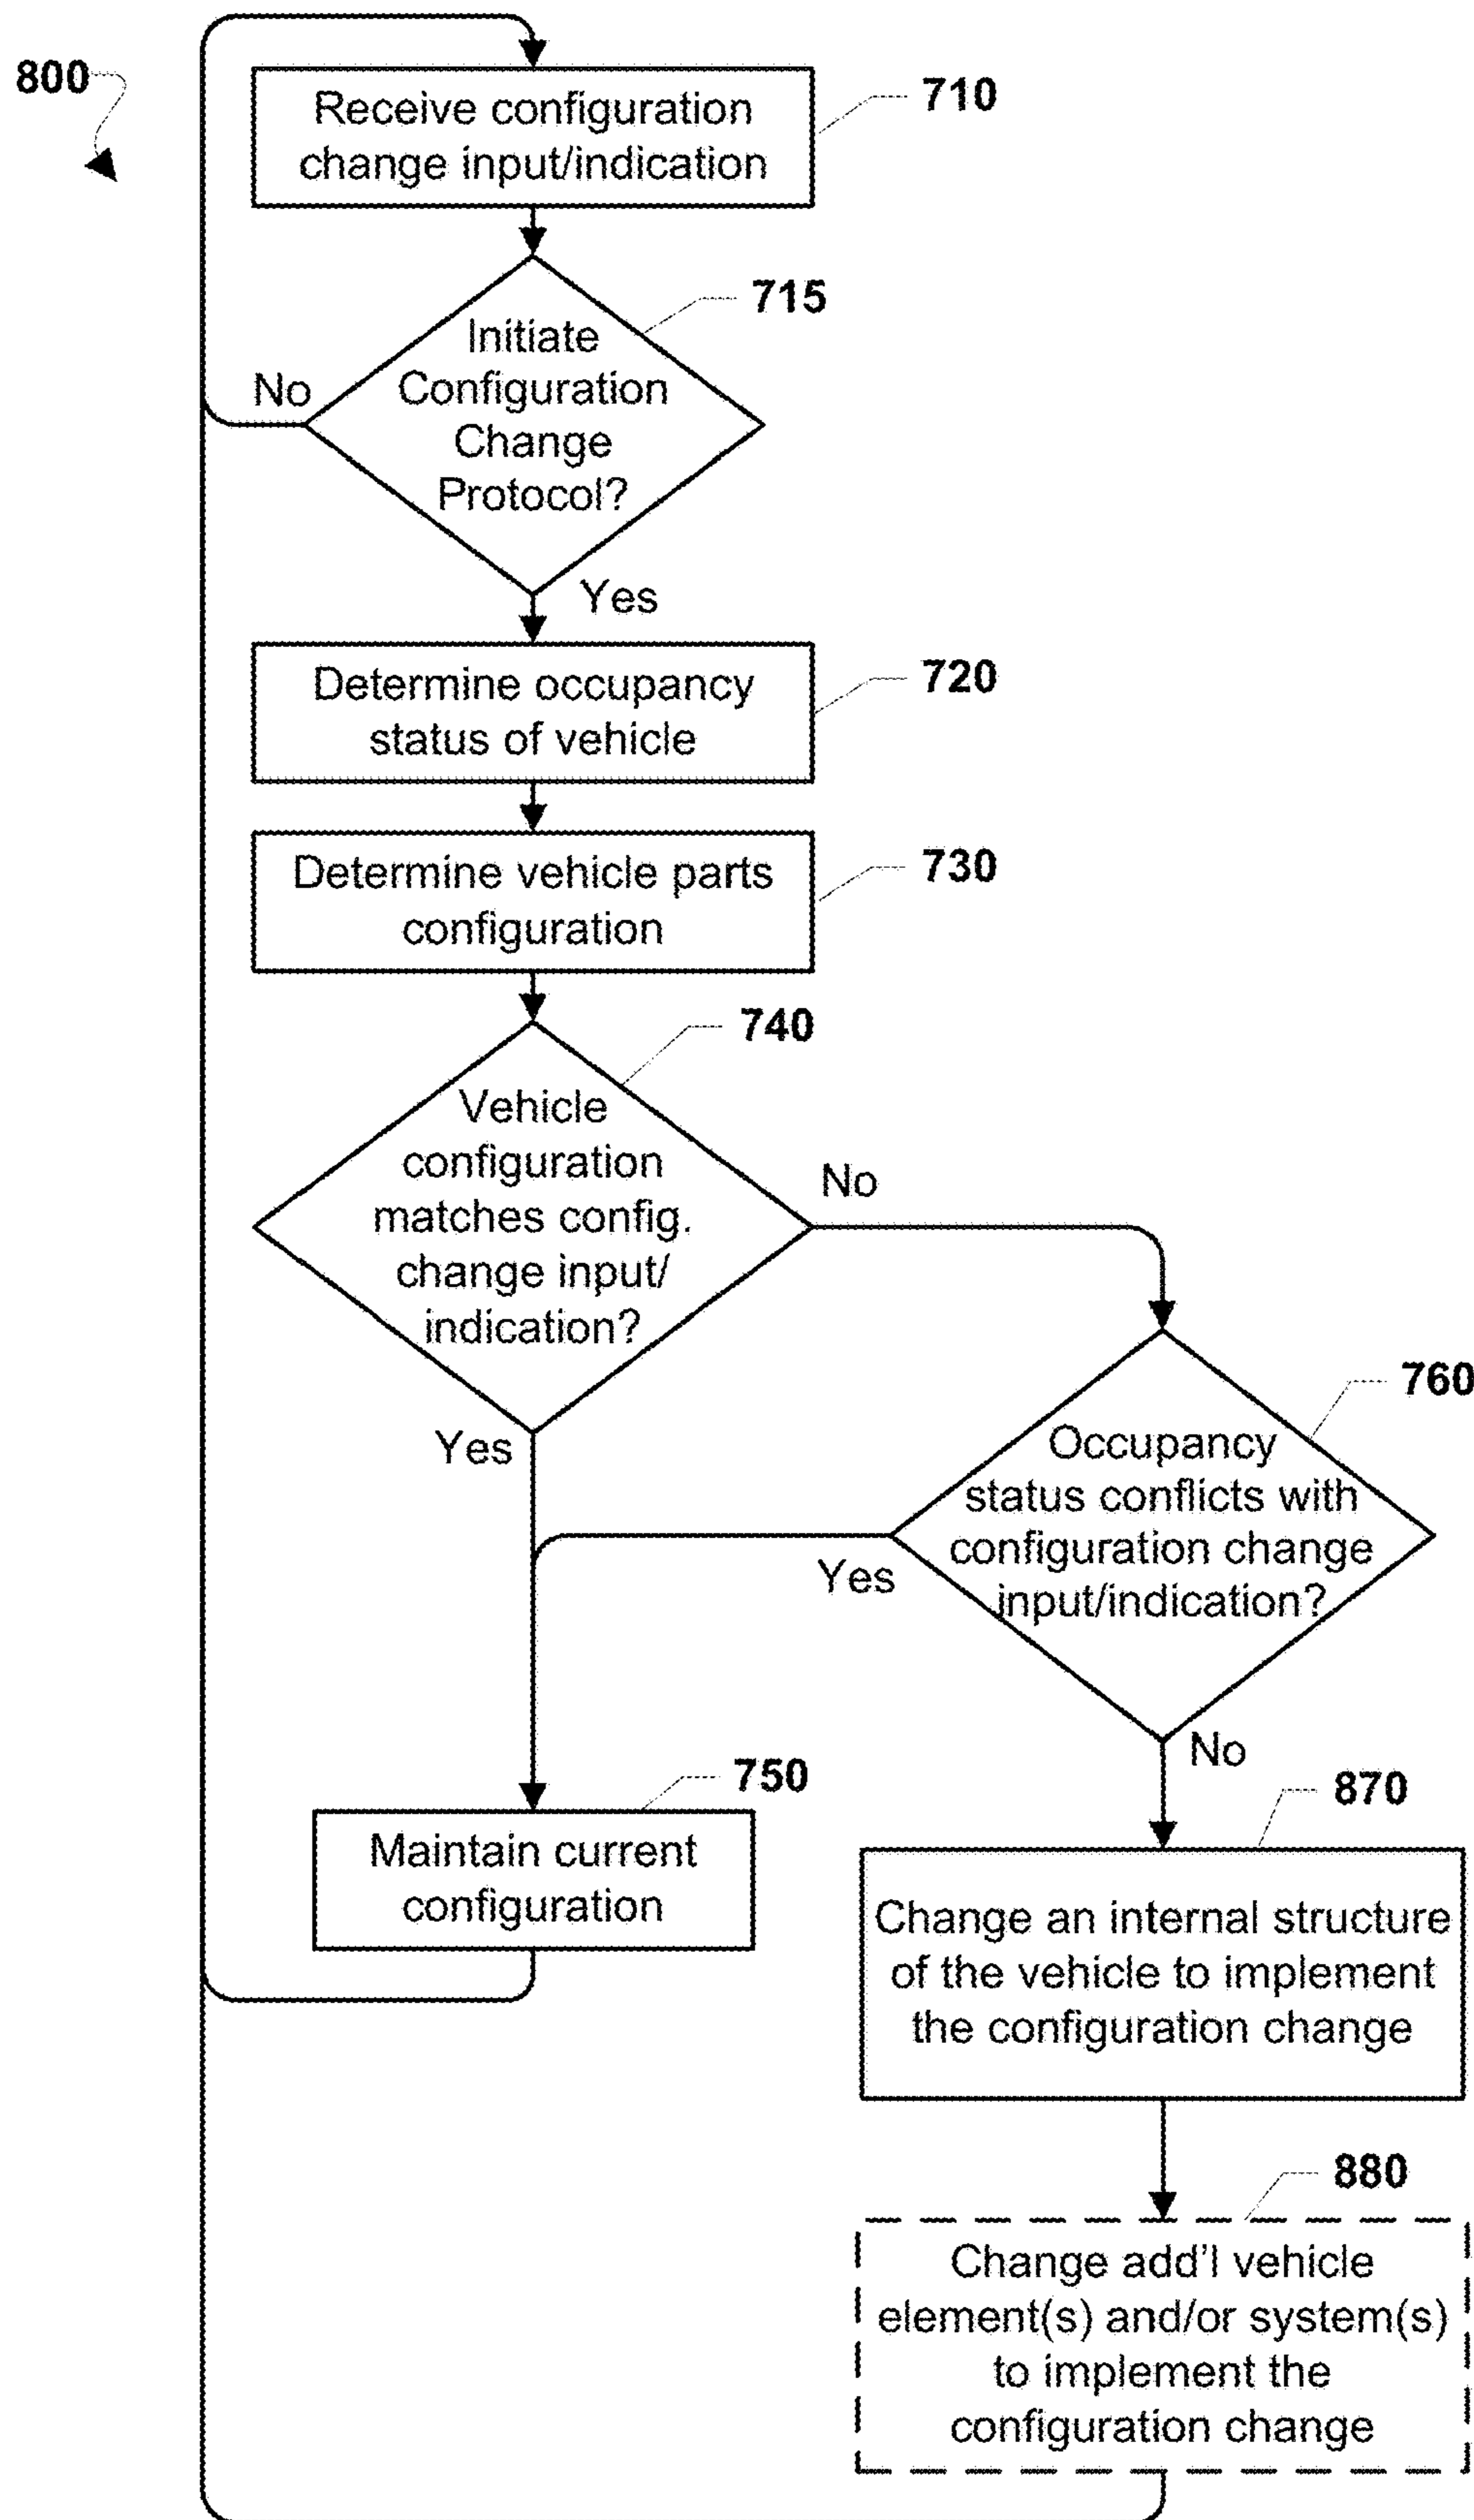 800
Receive configuration
change input/indication
710
Initiate
Configuration
Change
Protocol?
715
No
Yes
Determine occupancy
status of vehicle
720
Determine vehicle parts
configuration
730
Vehicle
configuration
matches config.
change input/
indication?
740
No
Yes
Occupancy
status conflicts with
configuration change
input/indication?
760
Yes
No
Maintain current
configuration
750
Change an internal structure
of the vehicle to implement
the configuration change
870
Change add'l vehicle
element(s) and/or system(s)
to implement the
configuration change
880